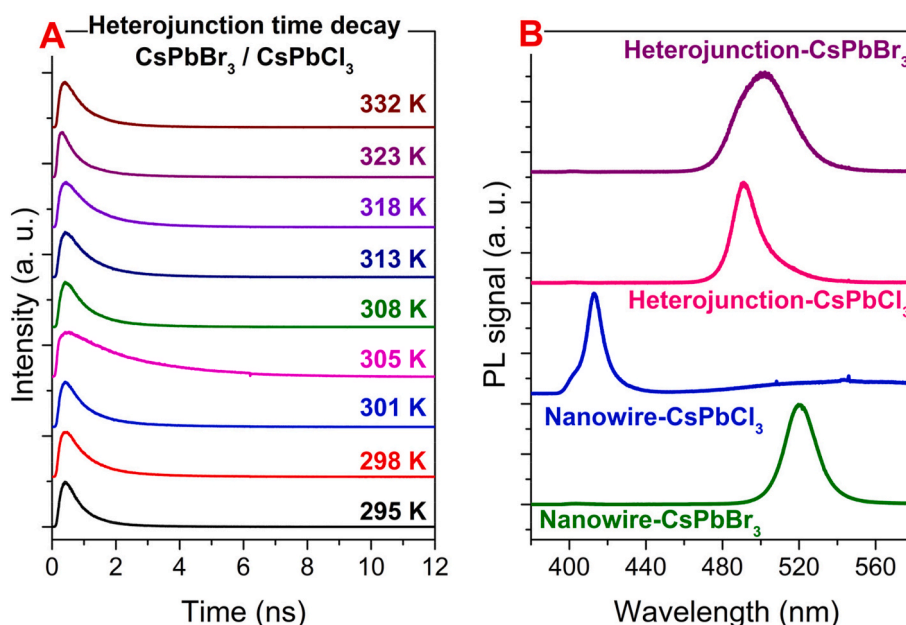 A
Heterojunction time decay
CsPbBr₃ / CsPbCl₃
332 K
323 K
318 K
313 K
308 K
305 K
301 K
298 K
295 K
Intensity (a. u.)
0 2 4 6 8 10 12
Time (ns)
B
Heterojunction-CsPbBr₃
Heterojunction-CsPbCl₃
Nanowire-CsPbCl₃
Nanowire-CsPbBr₃
PL signal (a. u.)
400 440 480 520 560
Wavelength (nm)